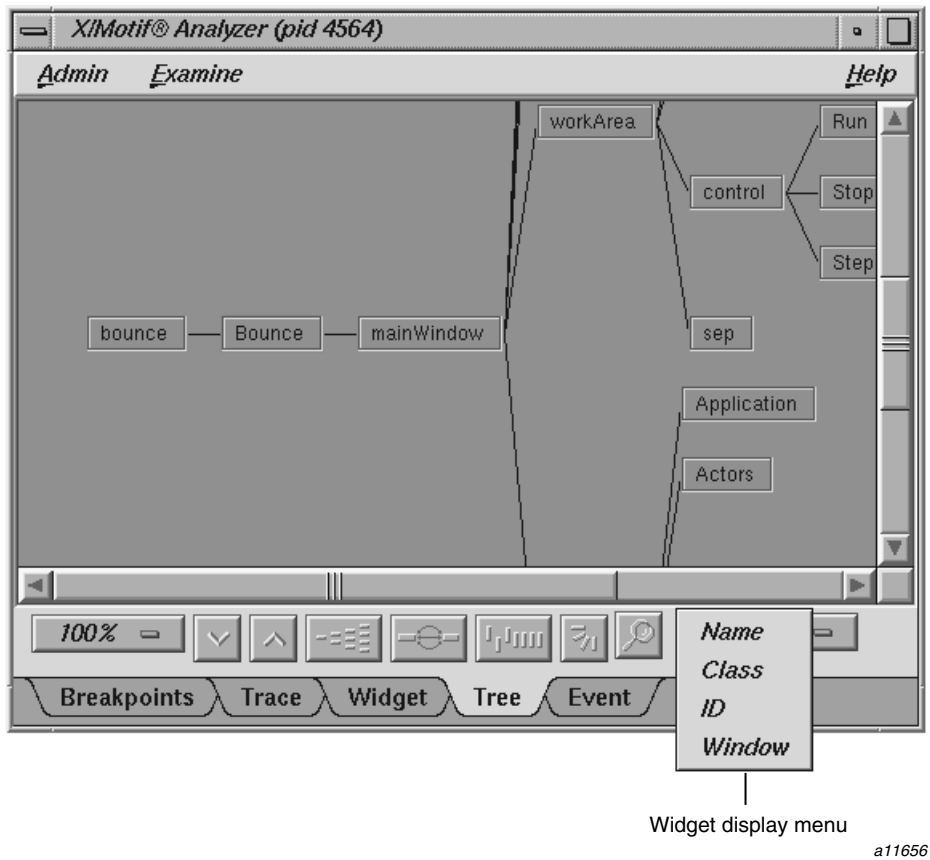 X/Motif® Analyzer (pid 4564)
Admin Examine Help
workArea Run
control Stop
Step
bounce Bounce mainWindow sep
Application
Actors
100%
Name
Class
ID
Window
Breakpoints Trace Widget Tree Event
Widget display menu
a11656